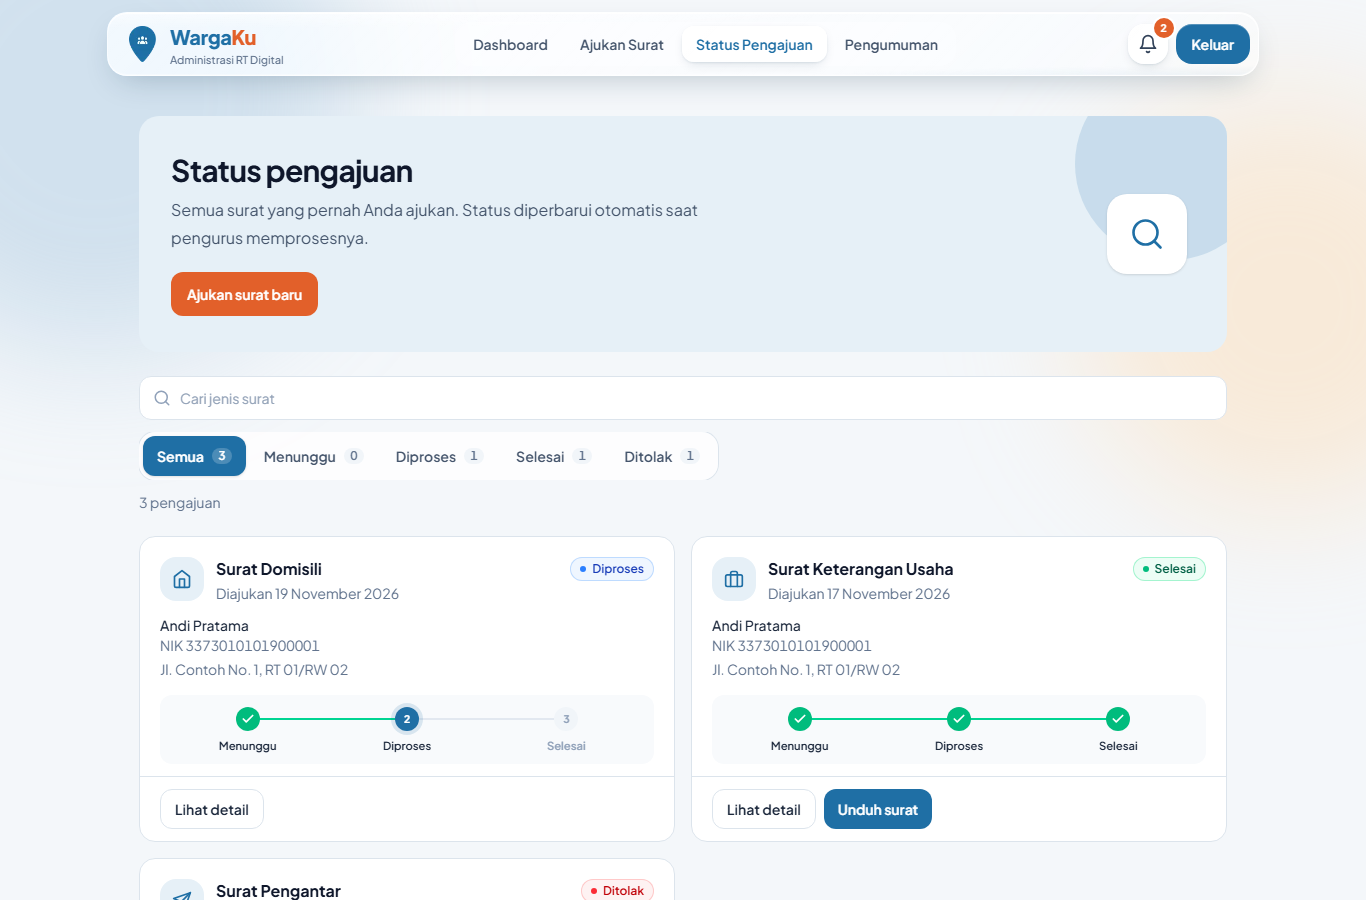 WargaKu
Administrasi RT Digital
Dashboard
Ajukan Surat
Status Pengajuan
Pengumuman
2
Keluar
Status pengajuan
Semua surat yang pernah Anda ajukan. Status diperbarui otomatis saat
pengurus memprosesnya.
Ajukan surat baru
Cari jenis surat
Semua 3
Menunggu 0
Diproses 1
Selesai 1
Ditolak 1
3 pengajuan
Surat Domisili
Diproses
Diajukan 19 November 2026
Andi Pratama
NIK 3373010101900001
Jl. Contoh No. 1, RT 01/RW 02
2
3
Menunggu
Diproses
Selesai
Lihat detail
Surat Keterangan Usaha
Selesai
Diajukan 17 November 2026
Andi Pratama
NIK 3373010101900001
Jl. Contoh No. 1, RT 01/RW 02
Menunggu
Diproses
Selesai
Lihat detail
Unduh surat
Surat Pengantar
Ditolak